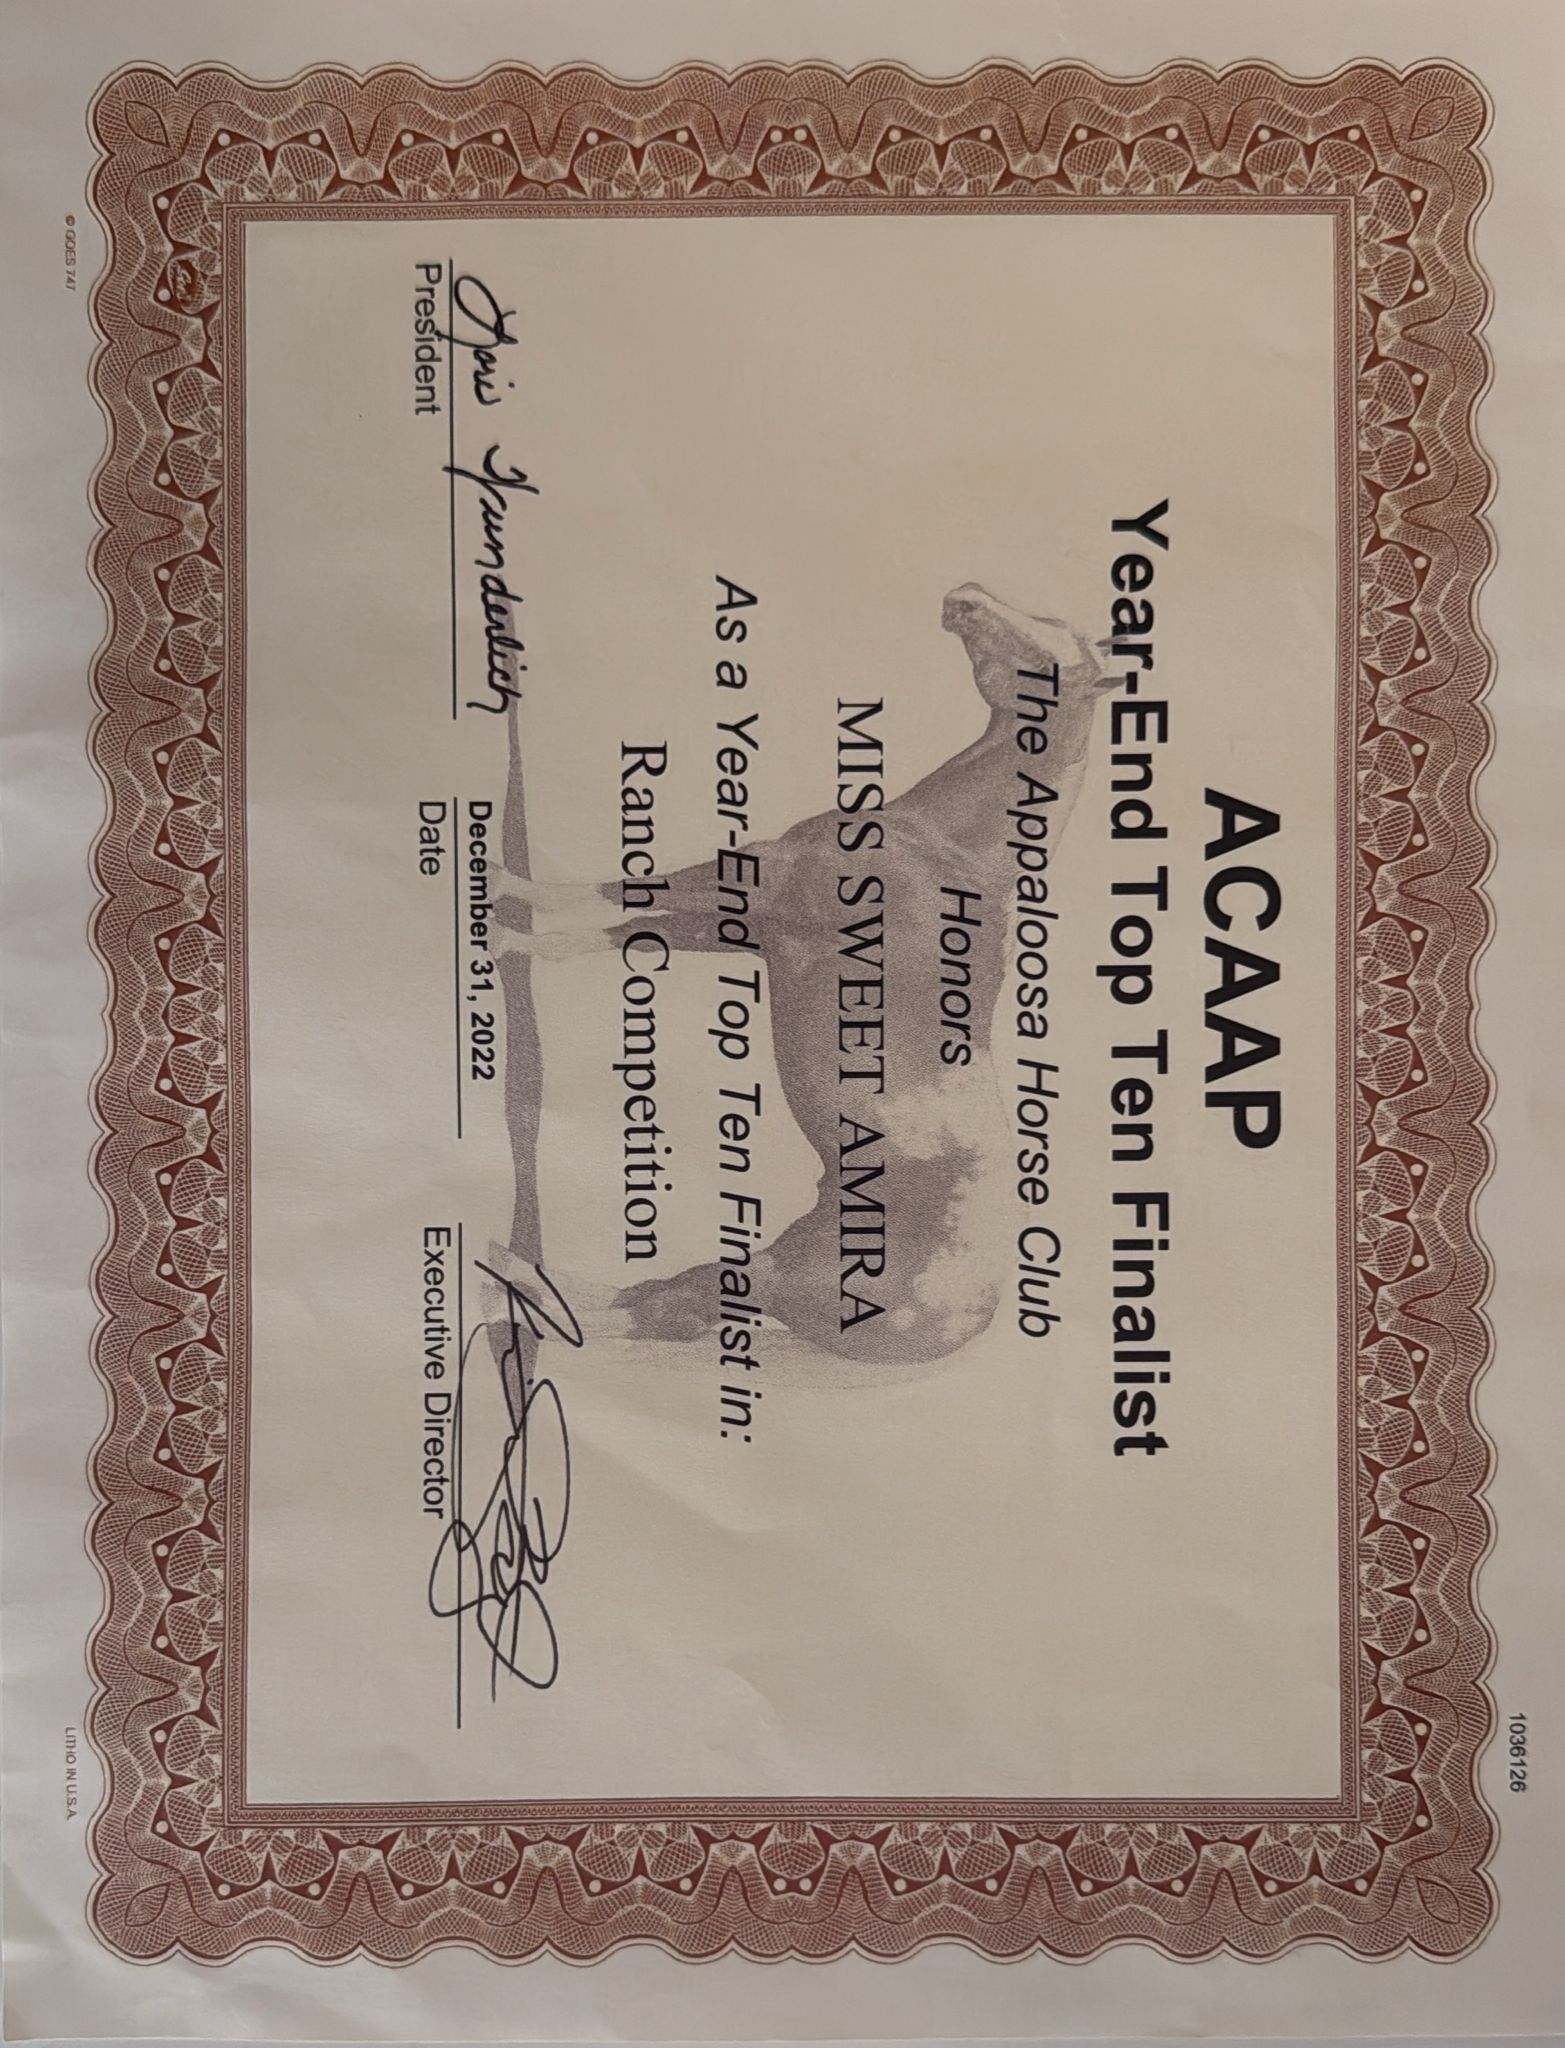 1036126
ACAAP
Year-End Top Ten Finalist
The Appaloosa Horse Club
Honors
MISS SWEET AMIRA
As a Year-End Top Ten Finalist in:
Ranch Competition
December 31, 2022
President
Date
Executive Director
© GOES 747
LITHO IN U.S.A.